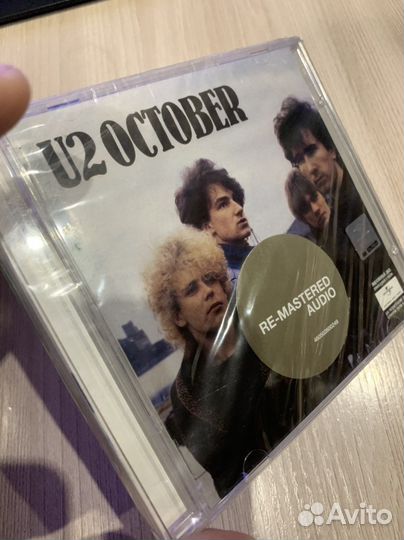 U2 OCTOBER
RE-MASTERED
AUDIO
Avito